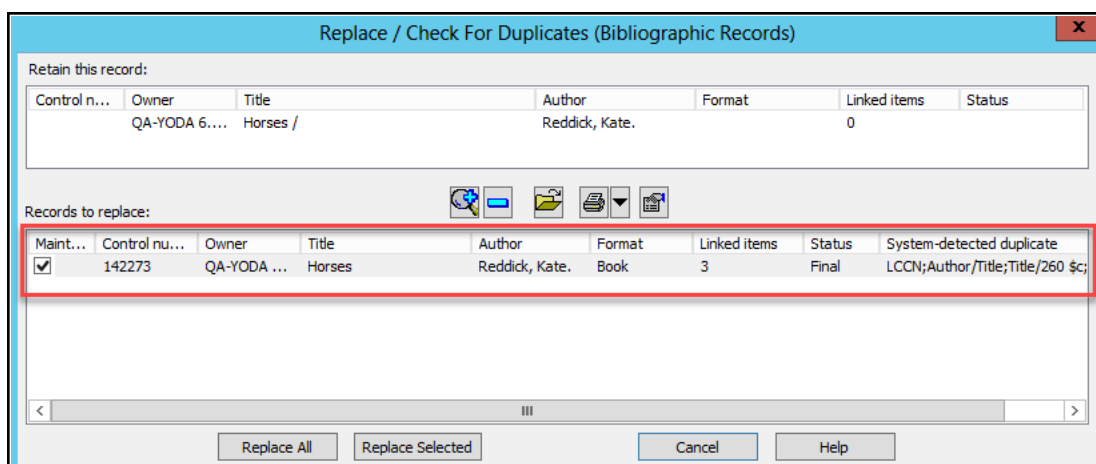 Replace / Check For Duplicates (Bibliographic Records)
x
Retain this record:
Control n... Owner Title Author Format Linked items Status
QA-YODA 6.... Horses / Reddick, Kate. 0
Records to replace:
Maint... Control nu... Owner Title Author Format Linked items Status System-detected duplicate
142273 QA-YODA ... Horses Reddick, Kate. Book 3 Final LCCN;Author/Title;Title/260 $c;
Replace All Replace Selected Cancel Help